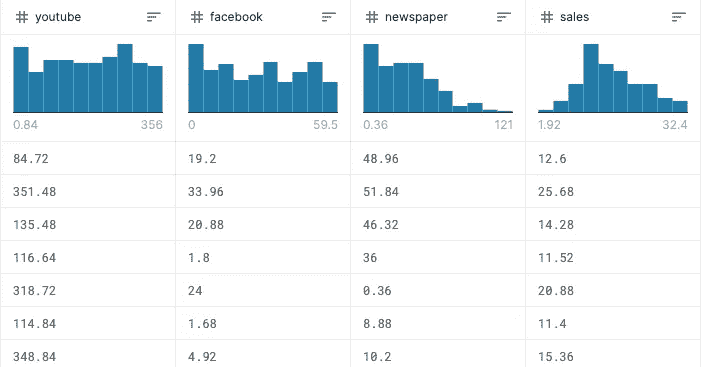 # youtube # facebook # newspaper # sales
0.84 356 0 59.5 0.36 121 1.92 32.4
84.72 19.2 48.96 12.6
351.48 33.96 51.84 25.68
135.48 20.88 46.32 14.28
116.64 1.8 36 11.52
318.72 24 0.36 20.88
114.84 1.68 8.88 11.4
348.84 4.92 10.2 15.36